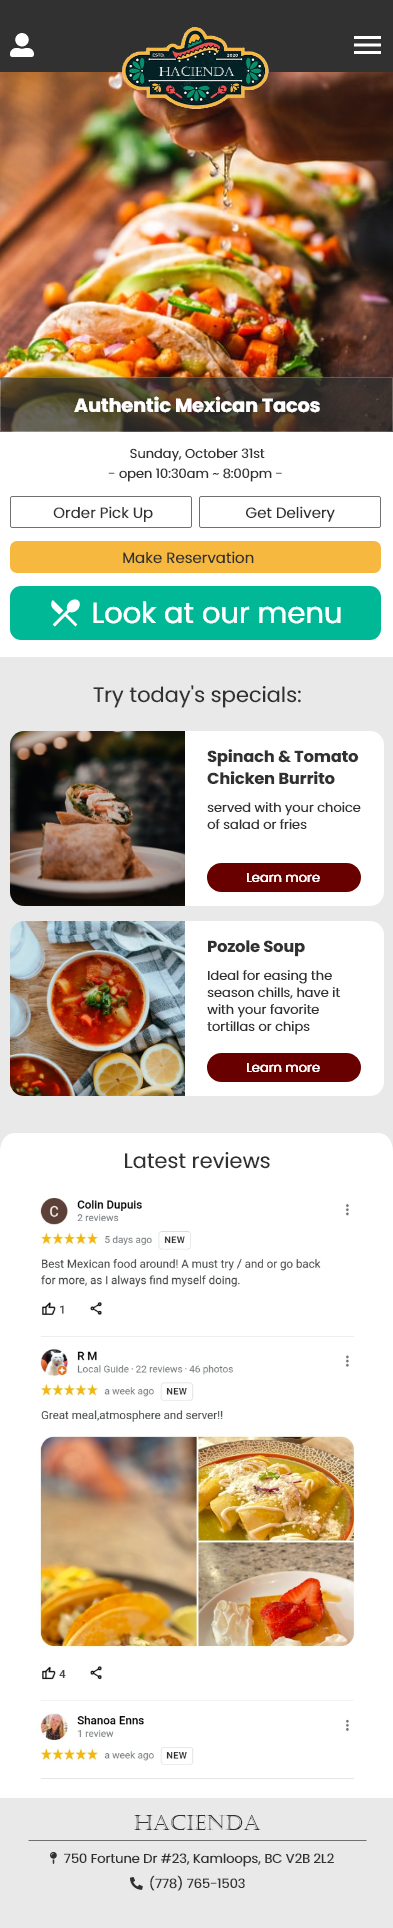 ESTD. 2020
HACIENDA
Authentic Mexican Tacos
Sunday, October 31st
- open 10:30am ~ 8:00pm -
Order Pick Up
Get Delivery
Make Reservation
Look at our menu
Try today's specials:
Spinach & Tomato
Chicken Burrito
served with your choice
of salad or fries
Learn more
Pozole Soup
Ideal for easing the
season chills, have it
with your favorite
tortillas or chips
Learn more
Latest reviews
C
Colin Dupuis
2 reviews
5 days ago NEW
Best Mexican food around! A must try / and or go back
for more, as I always find myself doing.
1
R M
Local Guide · 22 reviews · 46 photos
a week ago NEW
Great meal,atmosphere and server!!
4
Shanoa Enns
1 review
a week ago NEW
HACIENDA
750 Fortune Dr #23, Kamloops, BC V2B 2L2
(778) 765-1503